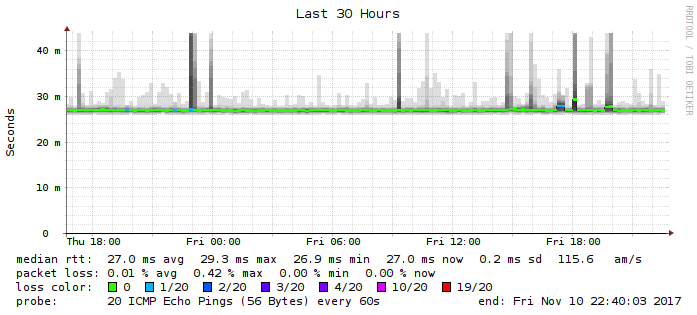 Last 30 Hours
RRDTOOL / TOBI OETIKER
Seconds
40 m
30 m
20 m
10 m
0
Thu 18:00 Fri 00:00 Fri 06:00 Fri 12:00 Fri 18:00
median rtt: 27.0 ms avg 29.3 ms max 26.9 ms min 27.0 ms now 0.2 ms sd 115.6 am/s
packet loss: 0.01 % avg 0.42 % max 0.00 % min 0.00 % now
loss color: 0 1/20 2/20 3/20 4/20 10/20 19/20
probe: 20 ICMP Echo Pings (56 Bytes) every 60s end: Fri Nov 10 22:40:03 2017